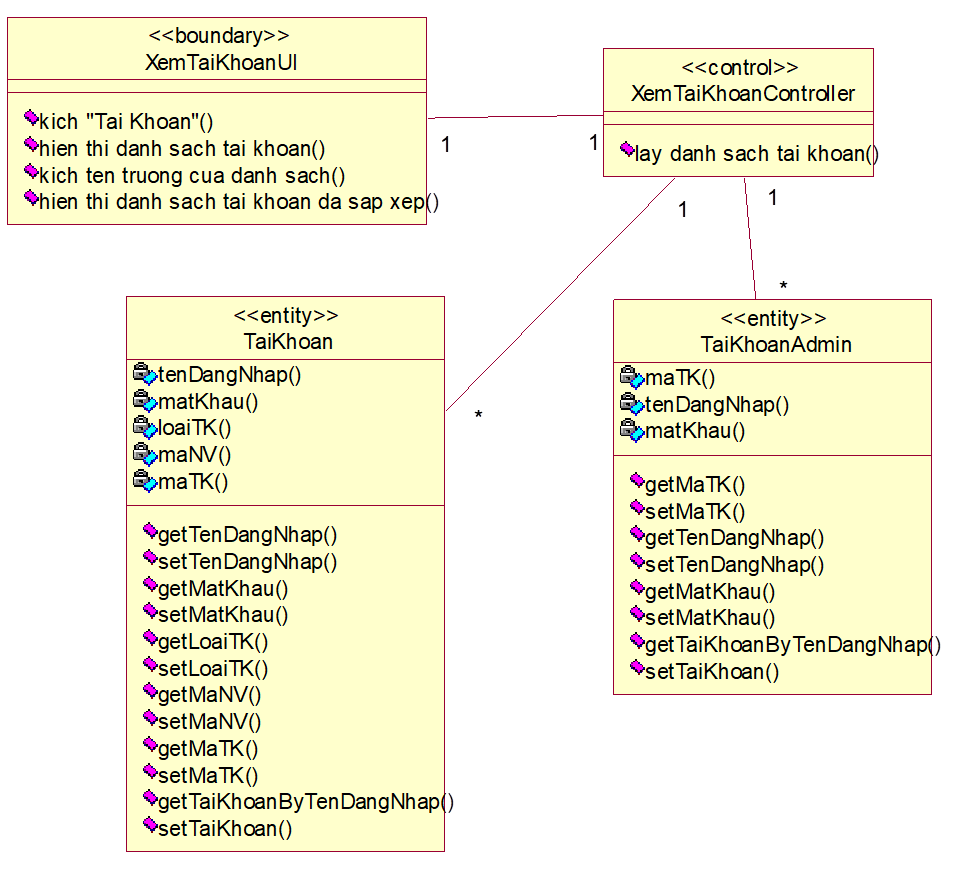 <<boundary>>
XemTaiKhoanUI
kich "Tai Khoan"()
hien thi danh sach tai khoan()
kich ten truong cua danh sach()
hien thi danh sach tai khoan da sap xep()
1
1
<<control>>
XemTaiKhoanController
lay danh sach tai khoan()
1
1
*
*
<<entity>>
TaiKhoan
tenDangNhap()
matKhau()
loaiTK()
maNV()
maTK()
getTenDangNhap()
setTenDangNhap()
getMatKhau()
setMatKhau()
getLoaiTK()
setLoaiTK()
getMaNV()
setMaNV()
getMaTK()
setMaTK()
getTaiKhoanByTenDangNhap()
setTaiKhoan()
<<entity>>
TaiKhoanAdmin
maTK()
tenDangNhap()
matKhau()
getMaTK()
setMaTK()
getTenDangNhap()
setTenDangNhap()
getMatKhau()
setMatKhau()
getTaiKhoanByTenDangNhap()
setTaiKhoan()